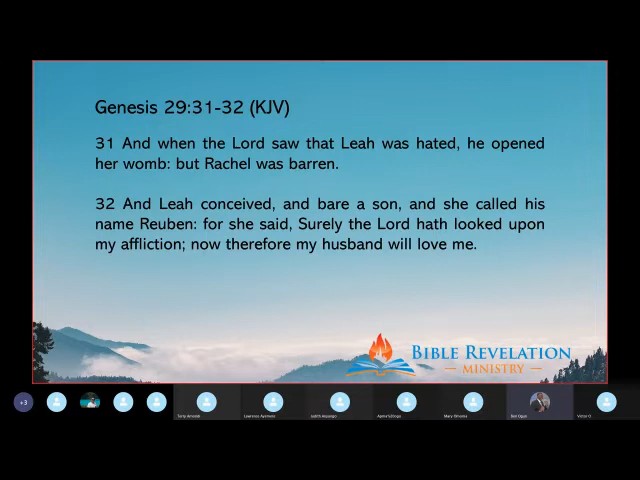 Genesis 29:31-32 (KJV)
31 And when the Lord saw that Leah was hated, he opened
her womb: but Rachel was barren.
32 And Leah conceived, and bare a son, and she called his
name Reuben: for she said, Surely the Lord hath looked upon
my affliction; now therefore my husband will love me.
BIBLE REVELATION
MINISTRY
+3